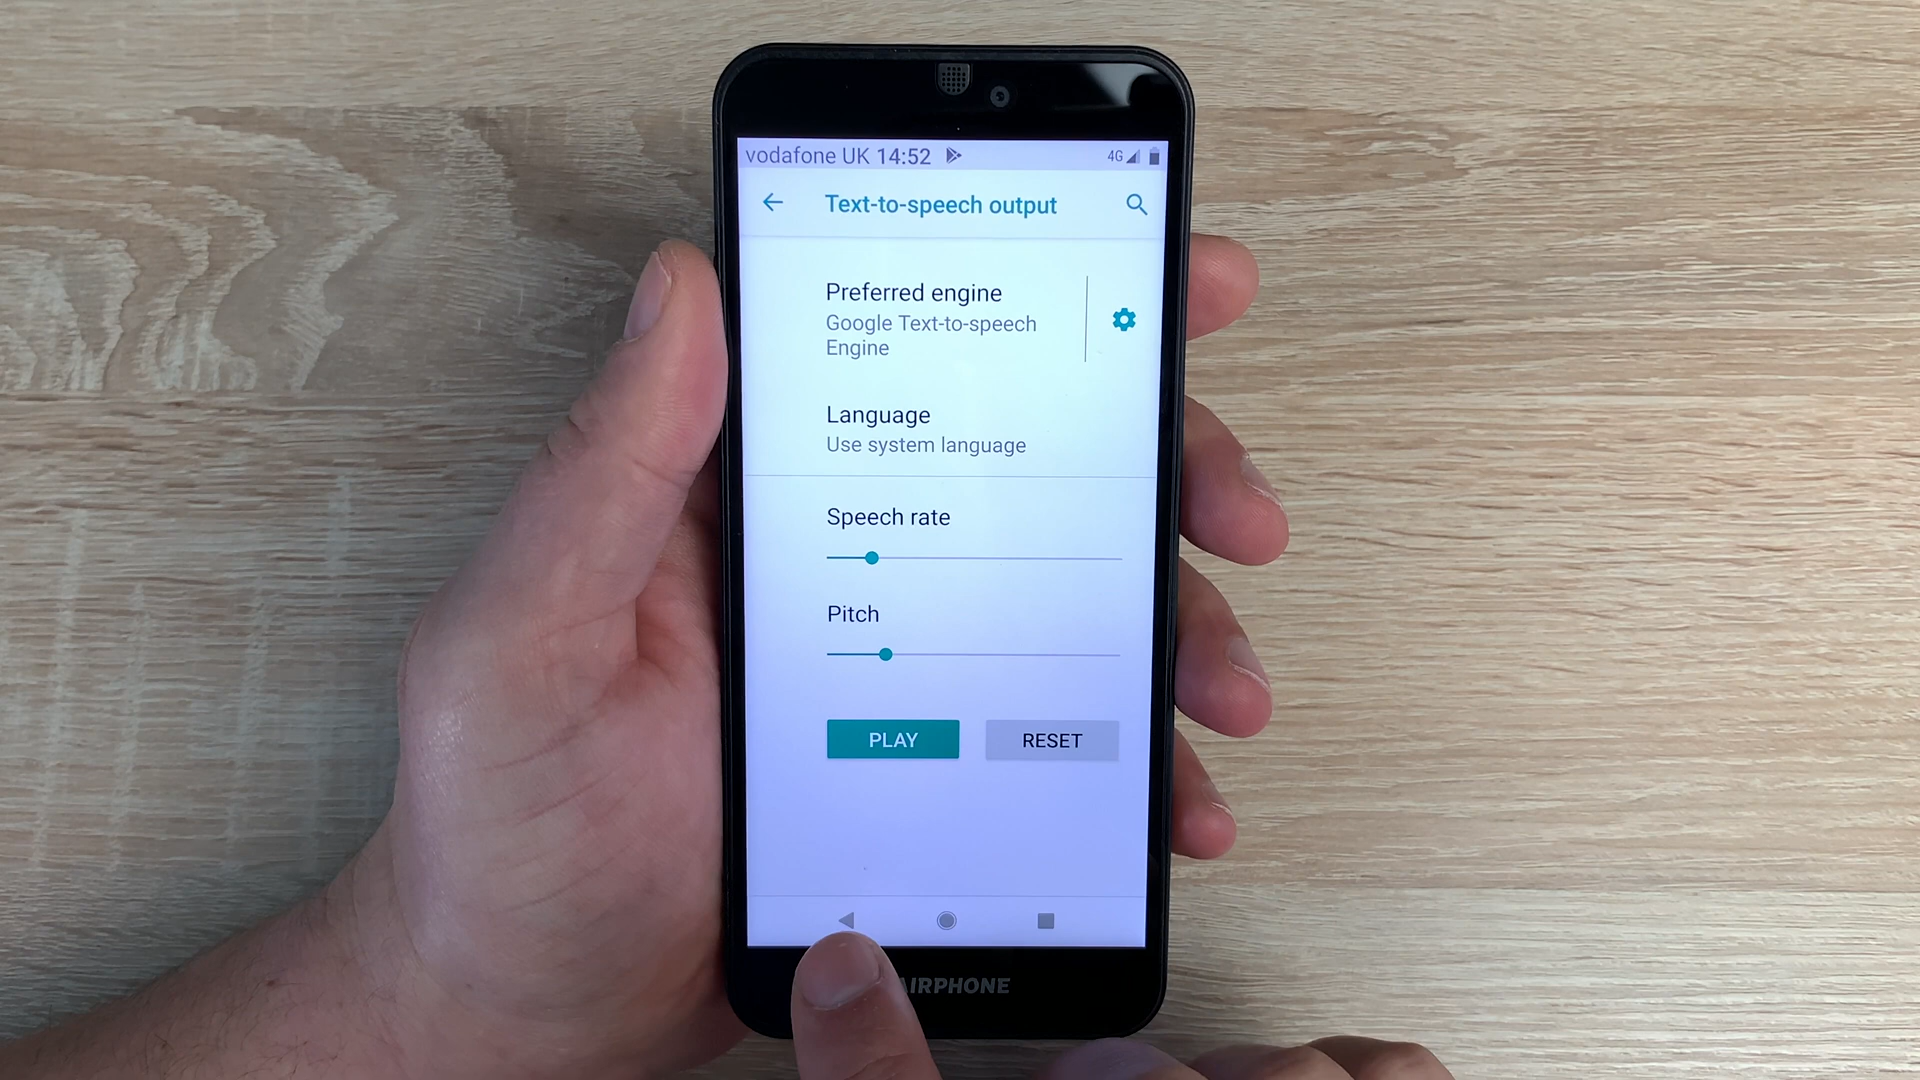 vodafone UK 14:52
4G
Text-to-speech output
Preferred engine
Google Text-to-speech
Engine
Language
Use system language
Speech rate
Pitch
PLAY
RESET
AIRPHONE